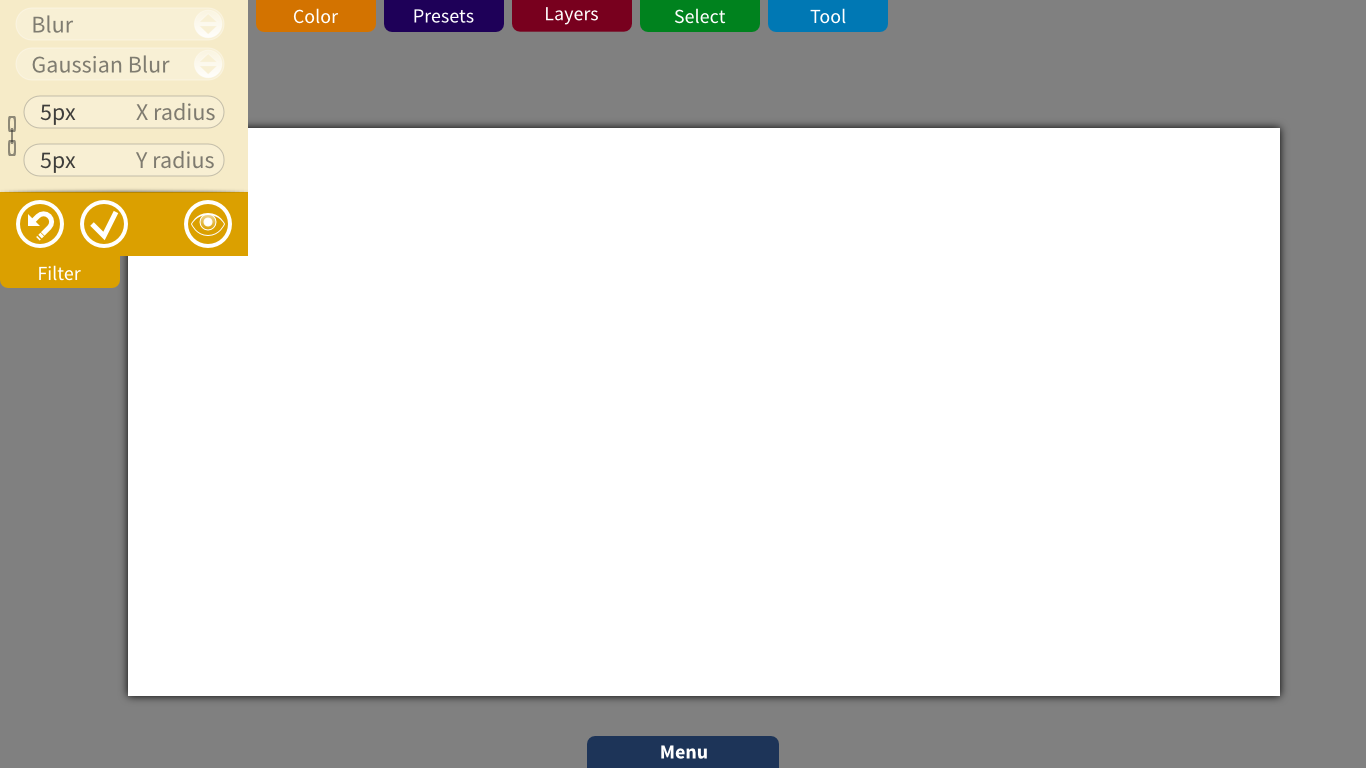 Blur
Gaussian Blur
5px X radius
5px Y radius
Filter
Color
Presets
Layers
Select
Tool
Menu